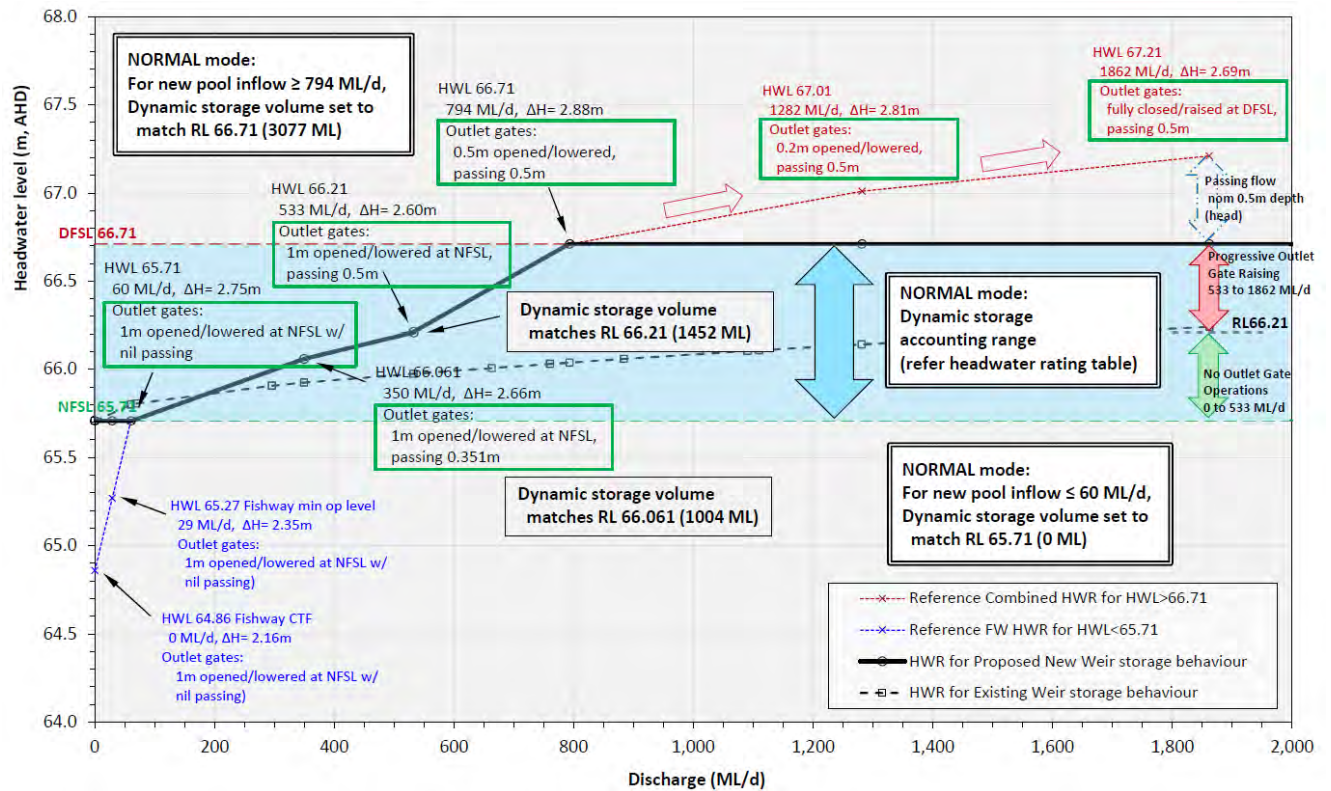 Headwater level (m, AHD)
68.0
67.5
67.0
66.5
66.0
65.5
65.0
64.5
64.0
NORMAL mode:
For new pool inflow ≥ 794 ML/d,
Dynamic storage volume set to
match RL 66.71 (3077 ML)
HWL 66.71
794 ML/d, ΔH= 2.88m
Outlet gates:
0.5m opened/lowered,
passing 0.5m
HWL 67.01
1282 ML/d, ΔH= 2.81m
Outlet gates:
0.2m opened/lowered,
passing 0.5m
HWL 67.21
1862 ML/d, ΔH= 2.69m
Outlet gates:
fully closed/raised at DFSL,
passing 0.5m
HWL 66.21
533 ML/d, ΔH= 2.60m
Outlet gates:
1m opened/lowered at NFSL,
passing 0.5m
Passing flow
nom 0.5m depth
(head)
DFSL 66.71
HWL 65.71
60 ML/d, ΔH= 2.75m
Outlet gates:
1m opened/lowered at NFSL w/
nil passing
Progressive Outlet
Gate Raising
533 to 1862 ML/d
Dynamic storage volume
matches RL 66.21 (1452 ML)
NORMAL mode:
Dynamic storage
accounting range
(refer headwater rating table)
RL66.21
HWL 66.061
350 ML/d, ΔH= 2.66m
Outlet gates:
1m opened/lowered at NFSL,
passing 0.351m
No Outlet Gate
Operations
0 to 533 ML/d
NFSL 65.71
Dynamic storage volume
matches RL 66.061 (1004 ML)
NORMAL mode:
For new pool inflow ≤ 60 ML/d,
Dynamic storage volume set to
match RL 65.71 (0 ML)
HWL 65.27 Fishway min op level
29 ML/d, ΔH= 2.35m
Outlet gates:
1m opened/lowered at NFSL w/
nil passing)
HWL 64.86 Fishway CTF
0 ML/d, ΔH= 2.16m
Outlet gates:
1m opened/lowered at NFSL w/
nil passing)
Reference Combined HWR for HWL>66.71
Reference FW HWR for HWL<65.71
HWR for Proposed New Weir storage behaviour
HWR for Existing Weir storage behaviour
0
200
400
600
800
1,000
1,200
1,400
1,600
1,800
2,000
Discharge (ML/d)